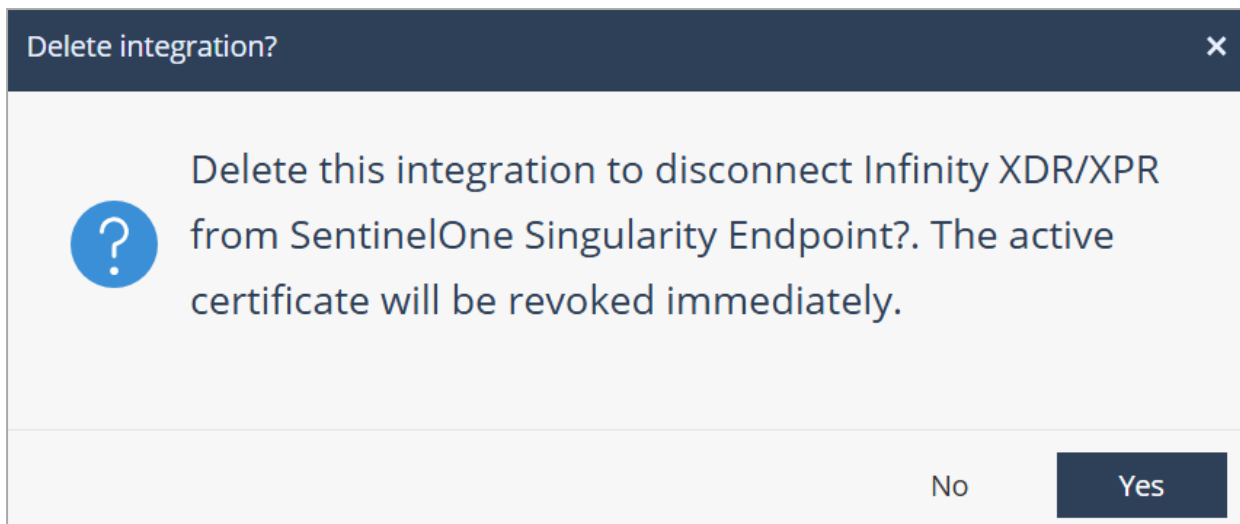 Delete integration?
Delete this integration to disconnect Infinity XDR/XPR
from SentinelOne Singularity Endpoint?. The active
certificate will be revoked immediately.
No Yes